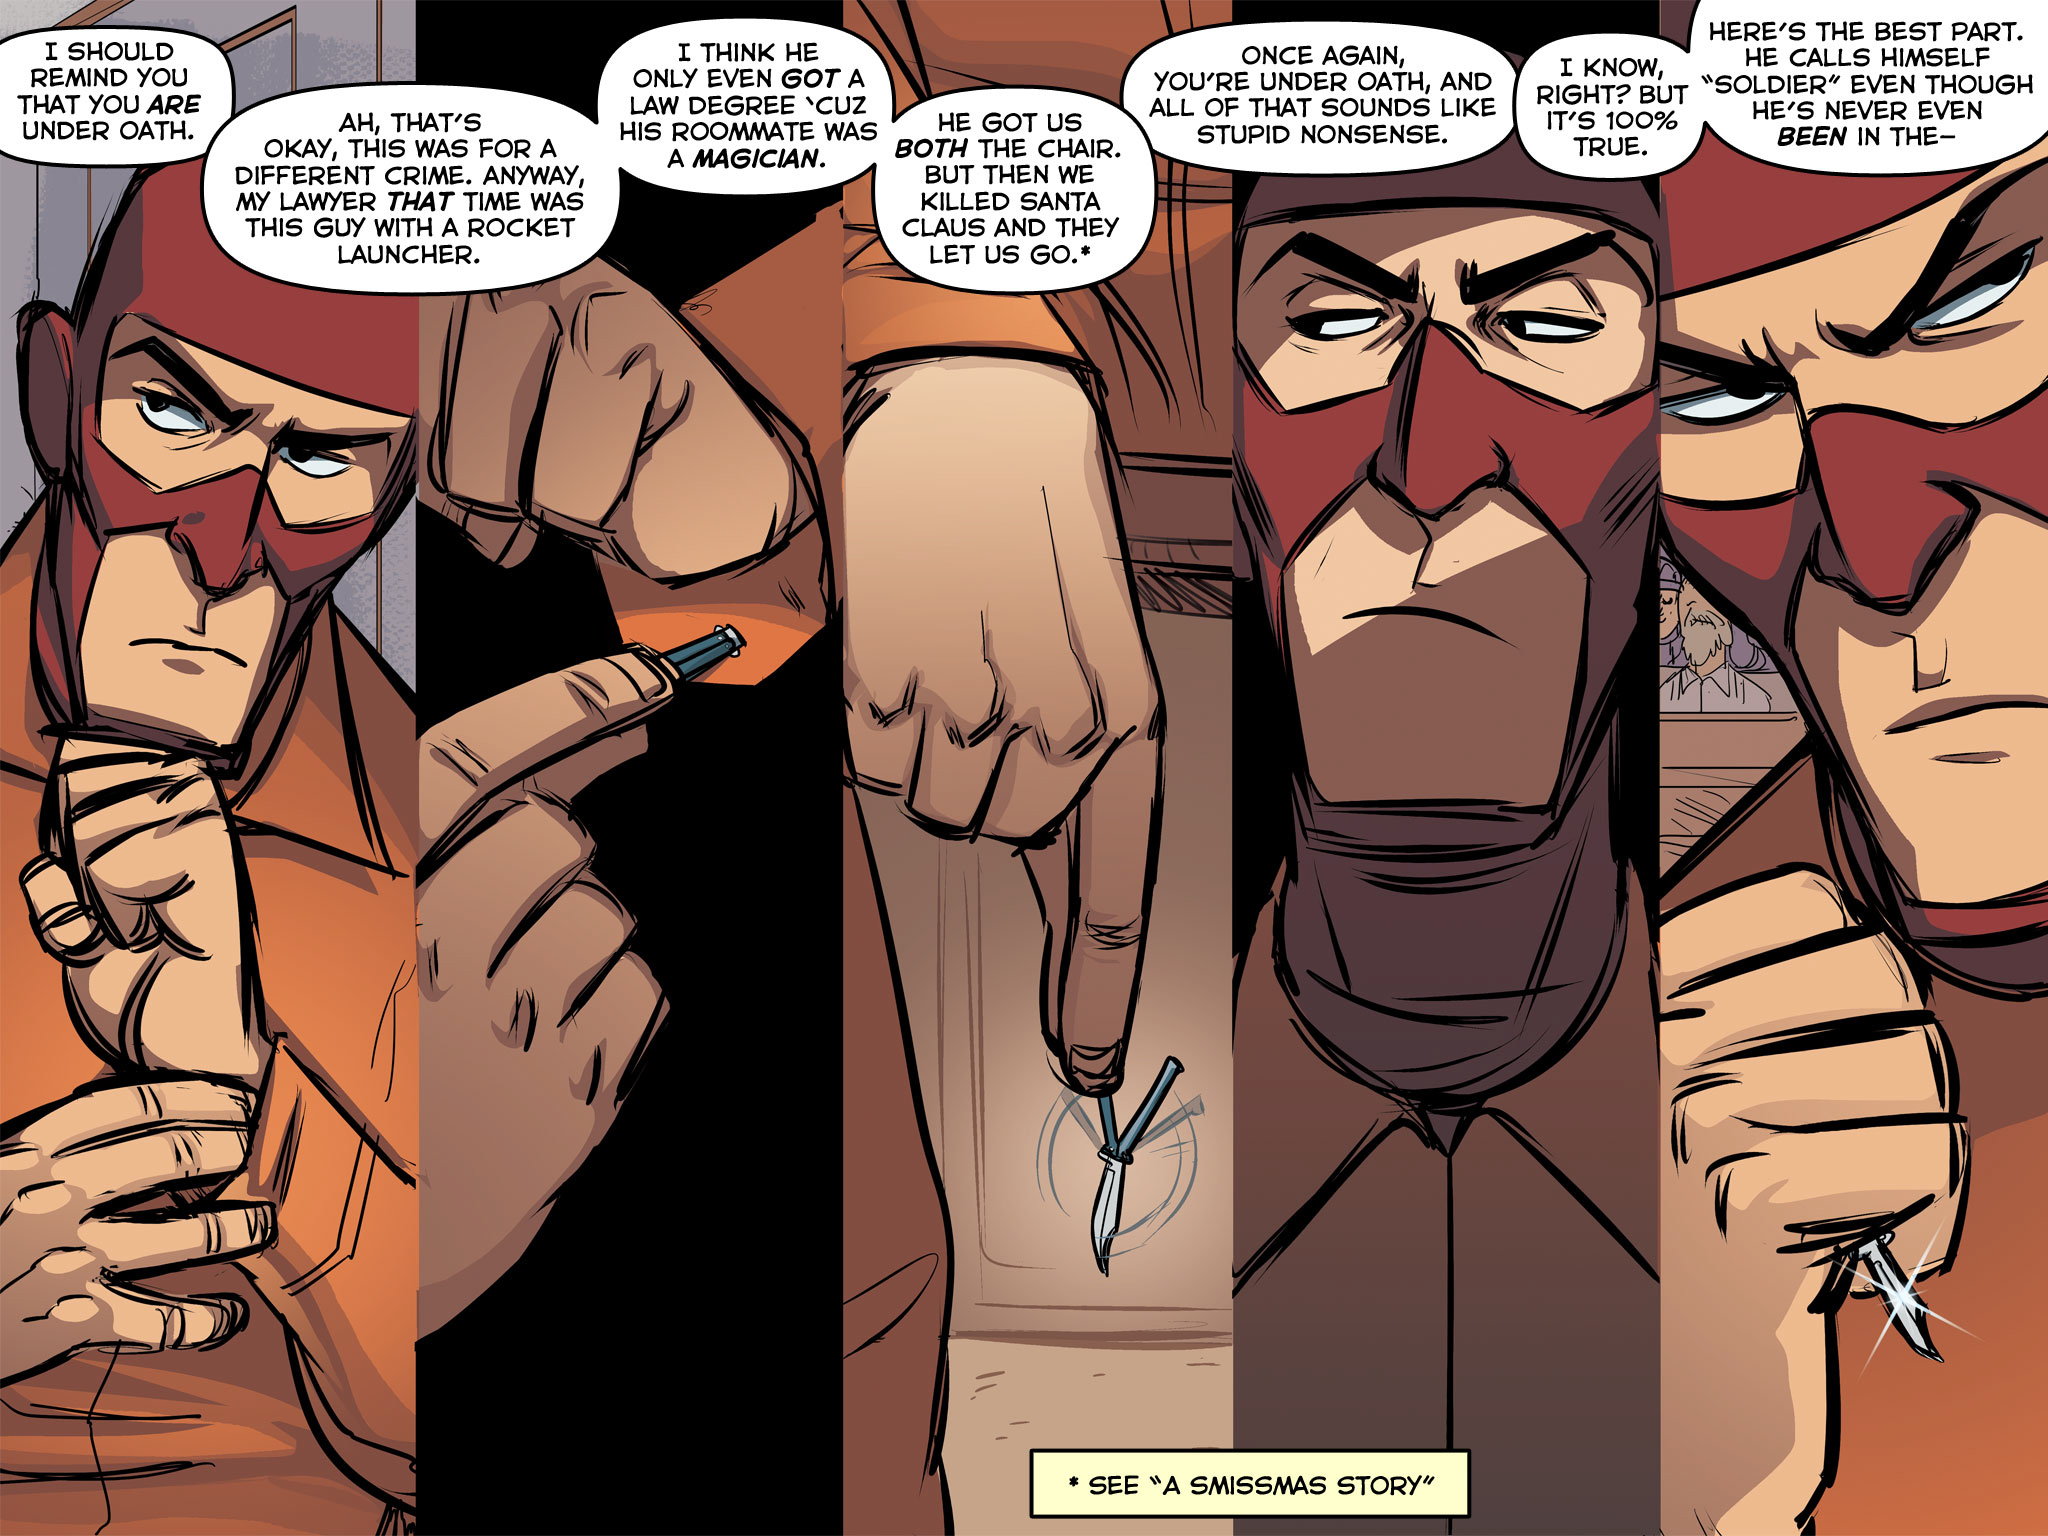 I SHOULD
REMIND YOU
THAT YOU ARE
UNDER OATH.
AH, THAT'S
OKAY, THIS WAS FOR A
DIFFERENT CRIME. ANYWAY,
MY LAWYER THAT TIME WAS
THIS GUY WITH A ROCKET
LAUNCHER.
I THINK HE
ONLY EVEN GOT A
LAW DEGREE 'CUZ
HIS ROOMMATE WAS
A MAGICIAN.
HE GOT US
BOTH THE CHAIR.
BUT THEN WE
KILLED SANTA
CLAUS AND THEY
LET US GO.*
ONCE AGAIN,
YOU'RE UNDER OATH, AND
ALL OF THAT SOUNDS LIKE
STUPID NONSENSE.
I KNOW,
RIGHT? BUT
IT'S 100%
TRUE.
HERE'S THE BEST PART.
HE CALLS HIMSELF
"SOLDIER" EVEN THOUGH
HE'S NEVER EVEN
BEEN IN THE–
* SEE "A SMISSMAS STORY"